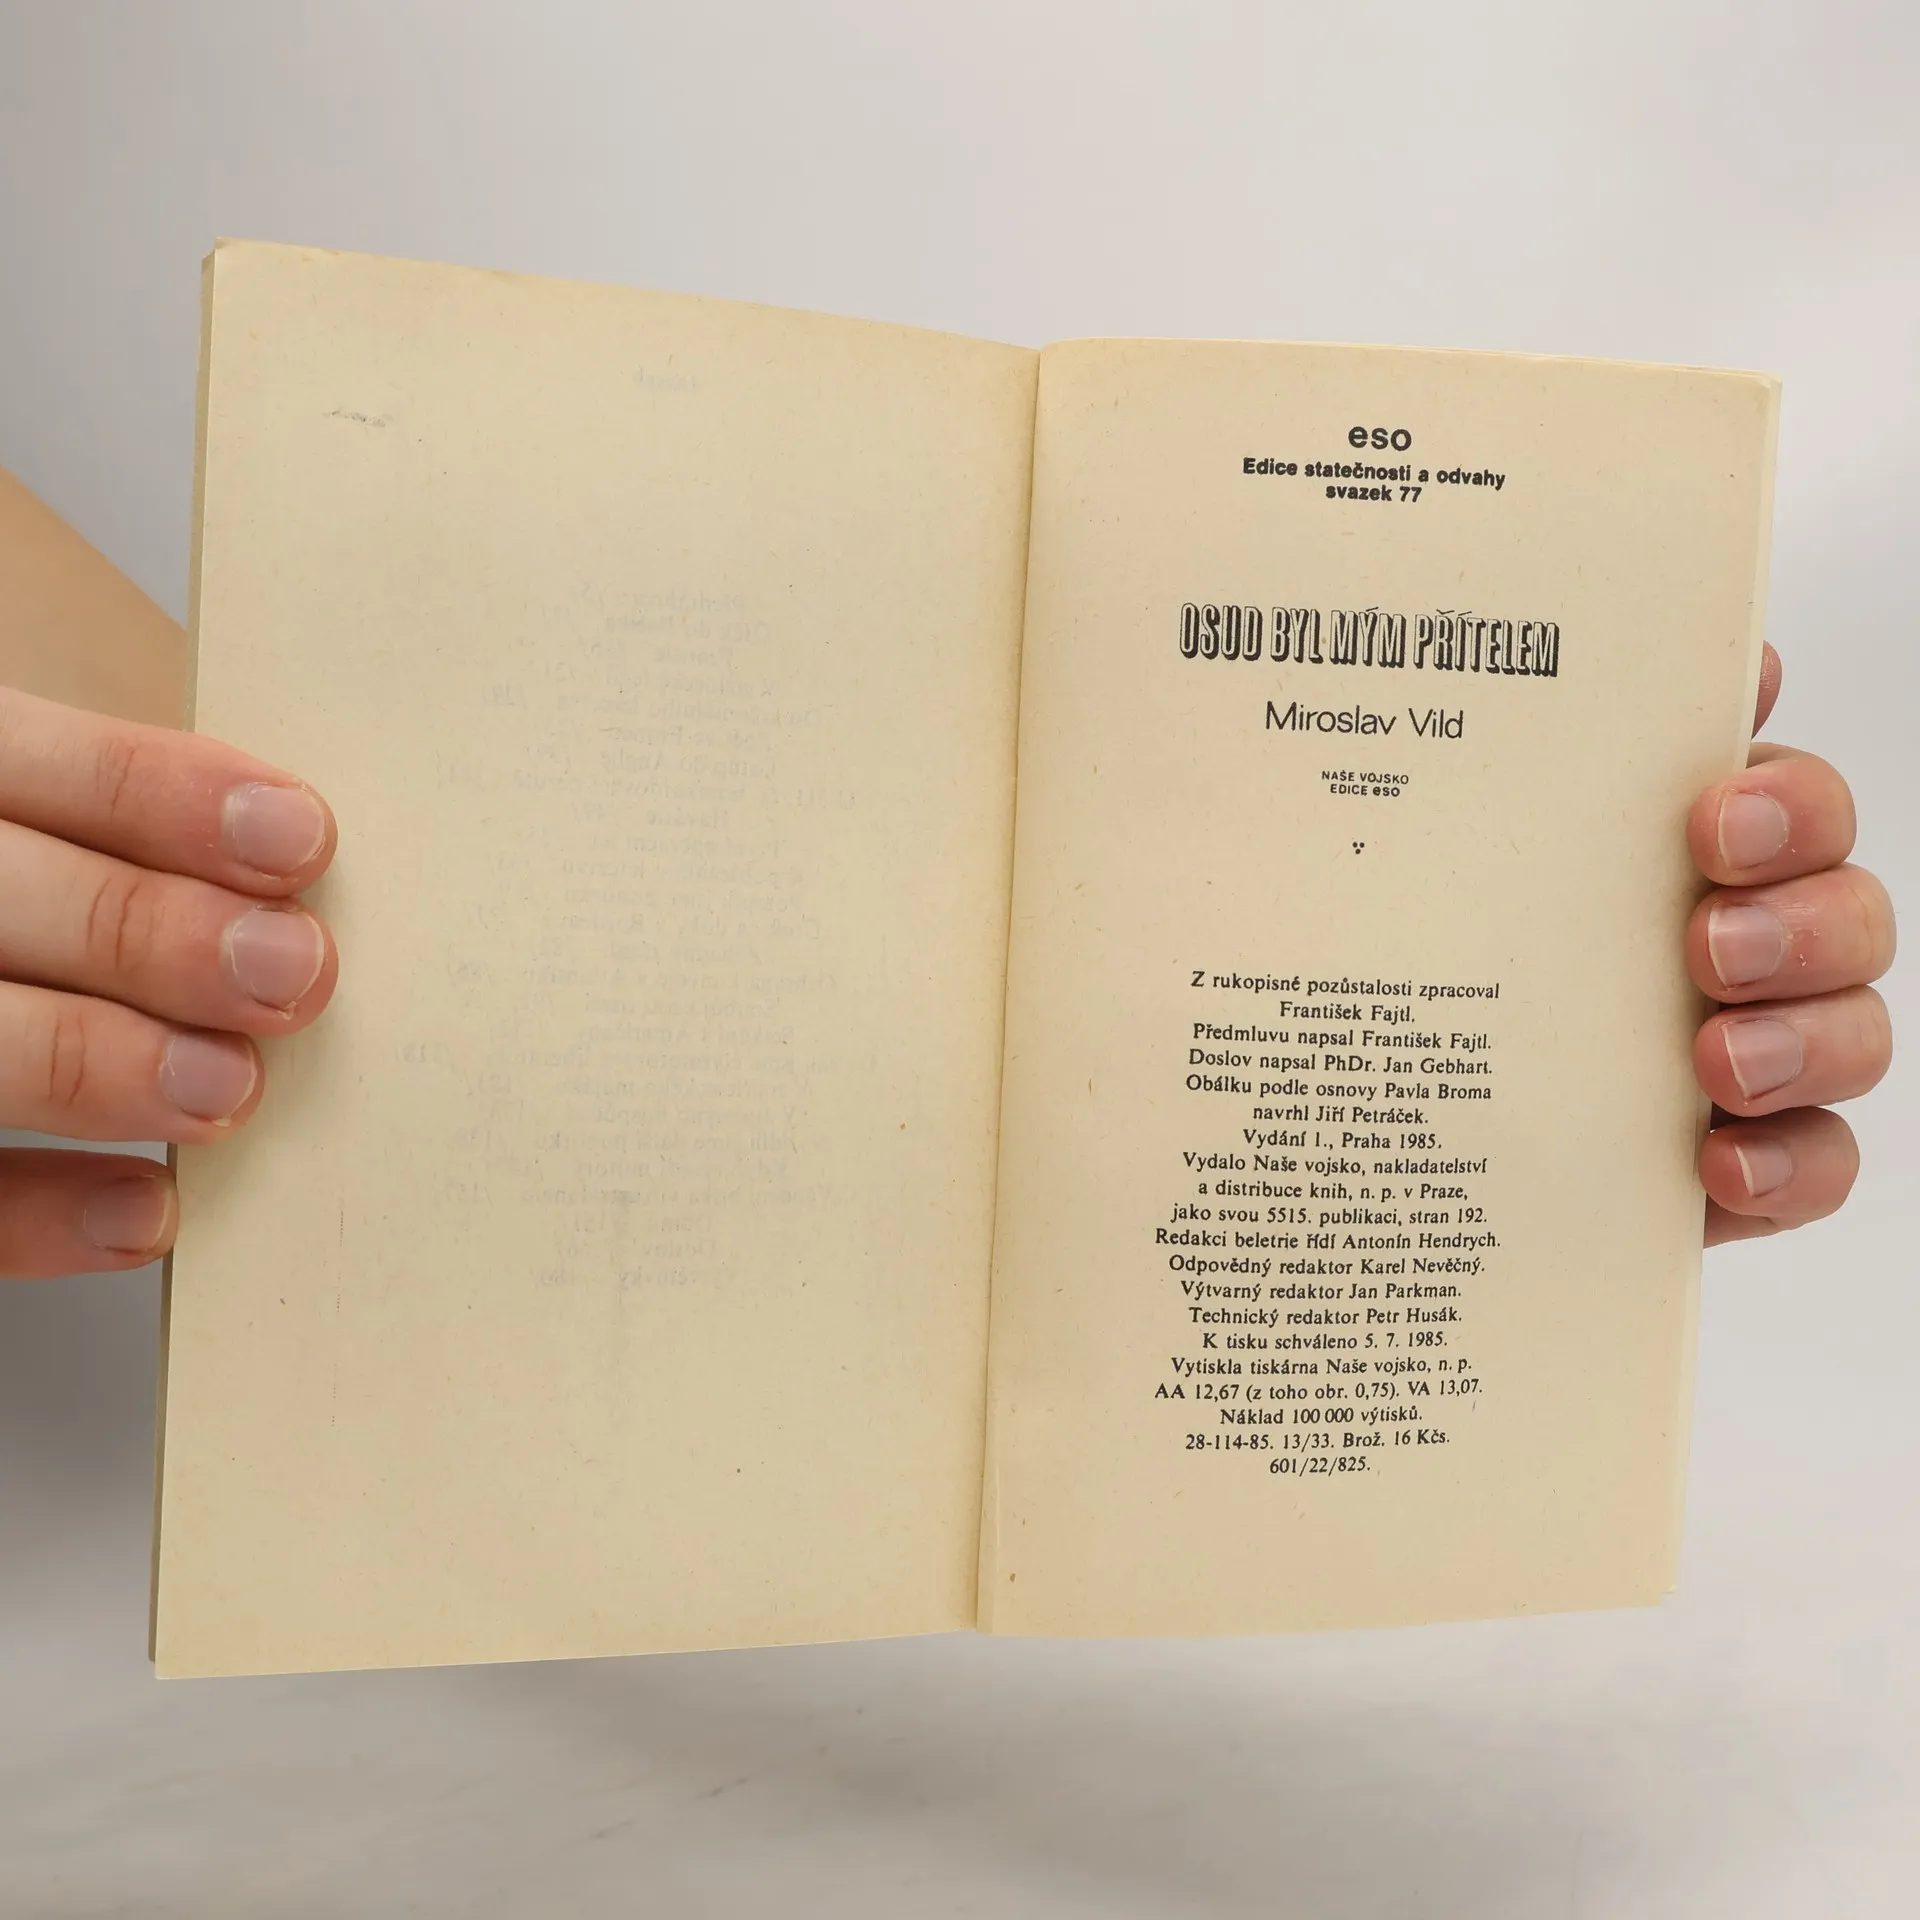 eso
Edice statečnosti a odvahy
svazek 77
OSUD BYL MÝM PŘÍTELEM
Miroslav Vild
NAŠE VOJSKO
EDICE eso
Z rukopisné pozůstalosti zpracoval
František Fajtl.
Předmluvu napsal František Fajtl.
Doslov napsal PhDr. Jan Gebhart.
Obálku podle osnovy Pavla Broma
navrhl Jiří Petráček.
Vydání 1., Praha 1985.
Vydalo Naše vojsko, nakladatelství
a distribuce knih, n. p. v Praze,
jako svou 5515. publikaci, stran 192.
Redakci beletrie řídí Antonín Hendrych.
Odpovědný redaktor Karel Nevěčný.
Výtvarný redaktor Jan Parkman.
Technický redaktor Petr Husák.
K tisku schváleno 5. 7. 1985.
Vytiskla tiskárna Naše vojsko, n. p.
AA 12,67 (z toho obr. 0,75). VA 13,07.
Náklad 100 000 výtisků.
28-114-85. 13/33. Brož. 16 Kčs.
601/22/825.